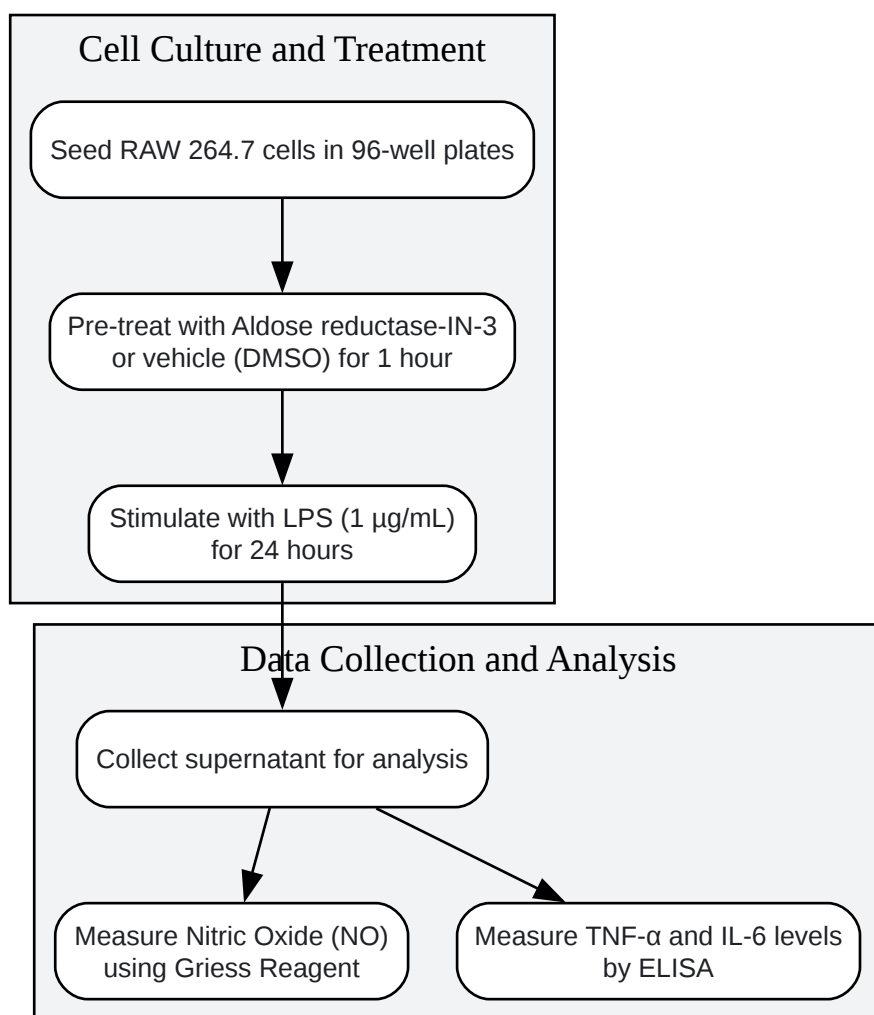 Cell Culture and Treatment
Seed RAW 264.7 cells in 96-well plates
Pre-treat with Aldose reductase-IN-3
or vehicle (DMSO) for 1 hour
Stimulate with LPS (1 µg/mL)
for 24 hours
Data Collection and Analysis
Collect supernatant for analysis
Measure Nitric Oxide (NO)
using Griess Reagent
Measure TNF-α and IL-6 levels
by ELISA